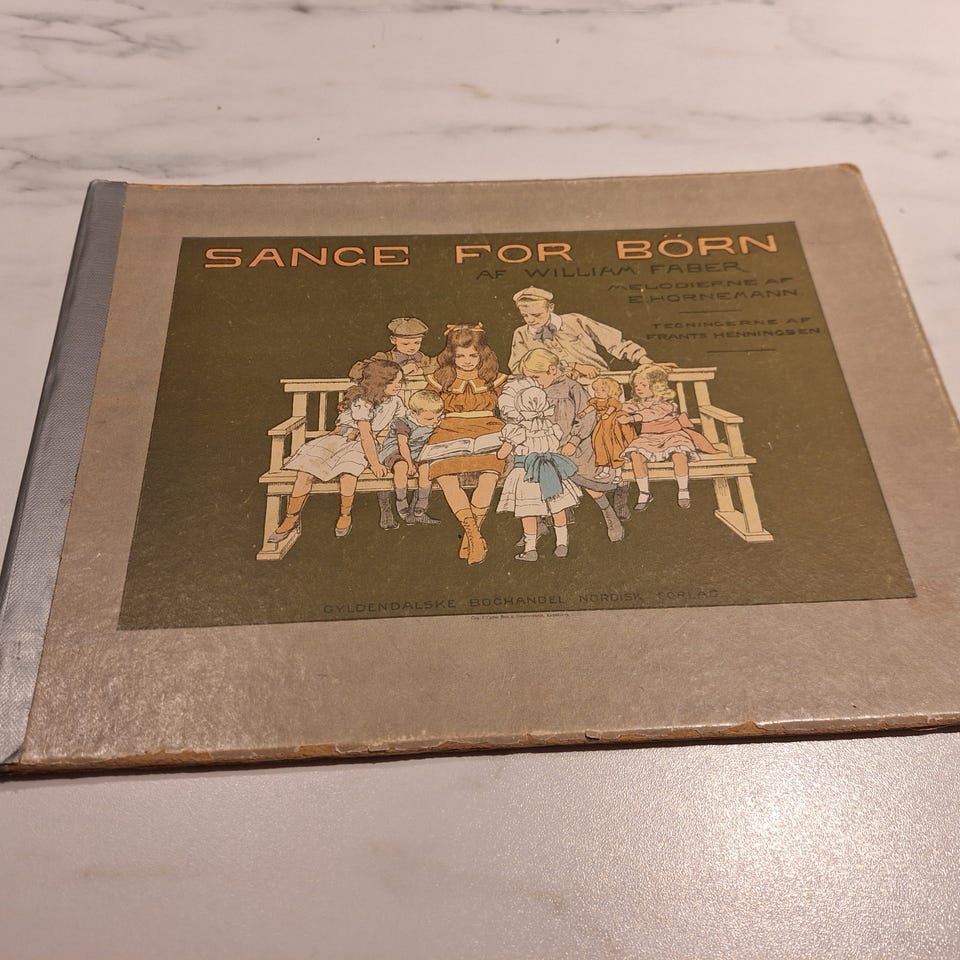 SANGE FOR BÖRN
AF WILLIAM FABER
MELODIERNE AF
E. HORNEMANN
TEGNINGERNE AF
FRANTS HENNINGSEN
GYLDENDALSKE BOGHANDEL NORDISK FORLAG